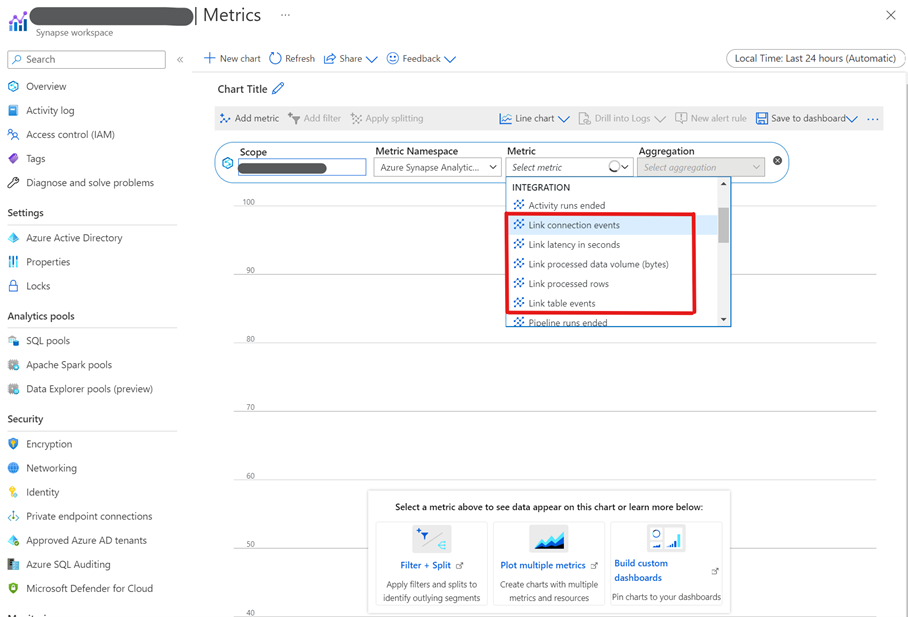 | Metrics ...
Synapse workspace
Search
«
New chart Refresh Share Feedback
Local Time: Last 24 hours (Automatic)
Overview
Activity log
Access control (IAM)
Tags
Diagnose and solve problems
Settings
Azure Active Directory
Properties
Locks
Analytics pools
SQL pools
Apache Spark pools
Data Explorer pools (preview)
Security
Encryption
Networking
Identity
Private endpoint connections
Approved Azure AD tenants
Azure SQL Auditing
Microsoft Defender for Cloud
Chart Title
Add metric Add filter Apply splitting Line chart Drill into Logs New alert rule Save to dashboard ...
Scope Metric Namespace Metric Aggregation
Azure Synapse Analytic... Select metric Select aggregation
INTEGRATION
Activity runs ended
Link connection events
Link latency in seconds
Link processed data volume (bytes)
Link processed rows
Link table events
Pipeline runs ended
100
90
80
70
60
50
40
Select a metric above to see data appear on this chart or learn more below:
Filter + Split
Apply filters and splits to
identify outlying segments
Plot multiple metrics
Create charts with multiple
metrics and resources
Build custom
dashboards
Pin charts to your dashboards